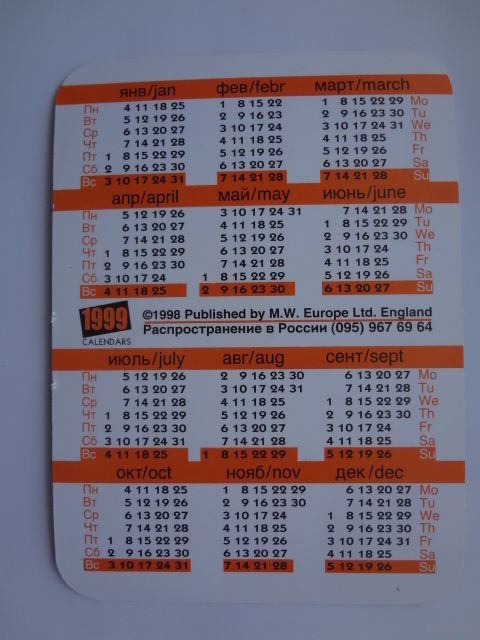 янв/jan фев/febr март/march
Пн 4 11 18 25 1 8 15 22 1 8 15 22 29 Mo
Вт 5 12 19 26 2 9 16 23 2 9 16 23 30 Tu
Ср 6 13 20 27 3 10 17 24 3 10 17 24 31 We
Чт 7 14 21 28 4 11 18 25 4 11 18 25 Th
Пт 1 8 15 22 29 5 12 19 26 5 12 19 26 Fr
Сб 2 9 16 23 30 6 13 20 27 6 13 20 27 Sa
Вс 3 10 17 24 31 7 14 21 28 7 14 21 28 Su
апр/april май/may июнь/june
Пн 5 12 19 26 3 10 17 24 31 7 14 21 28 Mo
Вт 6 13 20 27 4 11 18 25 1 8 15 22 29 Tu
Ср 7 14 21 28 5 12 19 26 2 9 16 23 30 We
Чт 1 8 15 22 29 6 13 20 27 3 10 17 24 Th
Пт 2 9 16 23 30 7 14 21 28 4 11 18 25 Fr
Сб 3 10 17 24 1 8 15 22 29 5 12 19 26 Sa
Вс 4 11 18 25 2 9 16 23 30 6 13 20 27 Su
1999 ©1998 Published by M.W. Europe Ltd. England
CALENDARS Распространение в России (095) 967 69 64
июль/july авг/aug сент/sept
Пн 5 12 19 26 2 9 16 23 30 6 13 20 27 Mo
Вт 6 13 20 27 3 10 17 24 31 7 14 21 28 Tu
Ср 7 14 21 28 4 11 18 25 1 8 15 22 29 We
Чт 1 8 15 22 29 5 12 19 26 2 9 16 23 30 Th
Пт 2 9 16 23 30 6 13 20 27 3 10 17 24 Fr
Сб 3 10 17 24 31 7 14 21 28 4 11 18 25 Sa
Вс 4 11 18 25 1 8 15 22 29 5 12 19 26 Su
окт/oct нояб/nov дек/dec
Пн 4 11 18 25 1 8 15 22 29 6 13 20 27 Mo
Вт 5 12 19 26 2 9 16 23 30 7 14 21 28 Tu
Ср 6 13 20 27 3 10 17 24 1 8 15 22 29 We
Чт 7 14 21 28 4 11 18 25 2 9 16 23 30 Th
Пт 1 8 15 22 29 5 12 19 26 3 10 17 24 31 Fr
Сб 2 9 16 23 30 6 13 20 27 4 11 18 25 Sa
Вс 3 10 17 24 31 7 14 21 28 5 12 19 26 Su